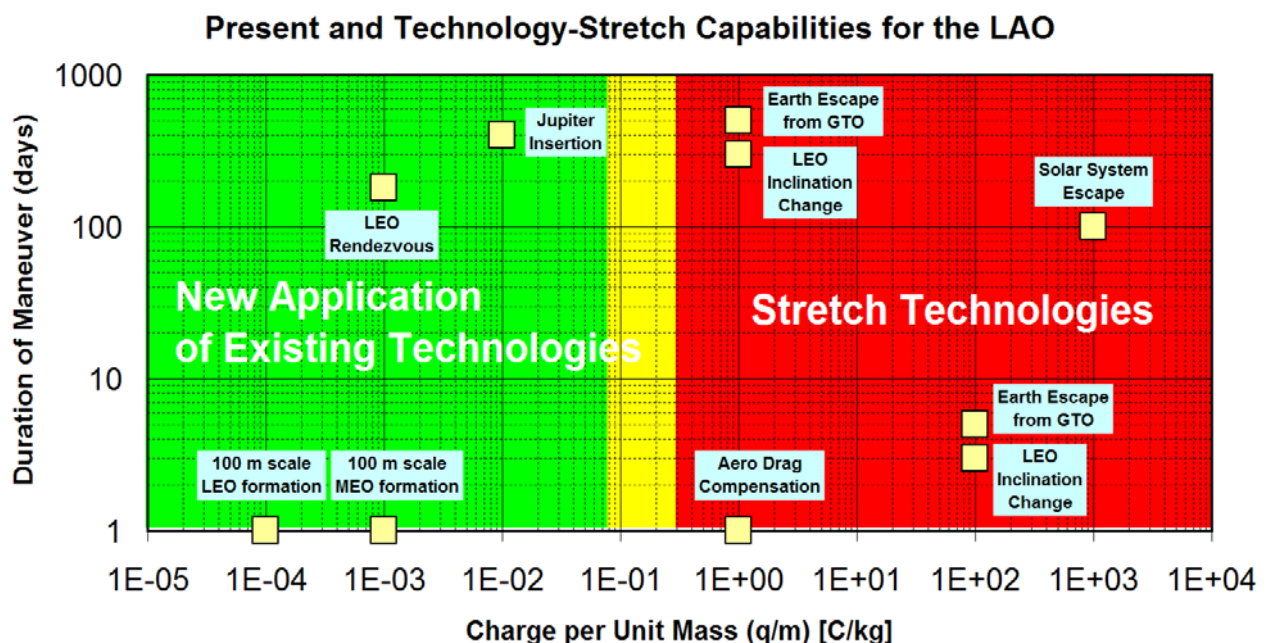 Present and Technology-Stretch Capabilities for the LAO
Duration of Maneuver (days)
1000
100
10
1
Jupiter
Insertion
LEO
Rendezvous
Earth Escape
from GTO
LEO
Inclination
Change
Solar System
Escape
New Application
of Existing Technologies
Stretch Technologies
100 m scale
LEO formation
100 m scale
MEO formation
Aero Drag
Compensation
Earth Escape
from GTO
LEO
Inclination
Change
1E-05 1E-04 1E-03 1E-02 1E-01 1E+00 1E+01 1E+02 1E+03 1E+04
Charge per Unit Mass (q/m) [C/kg]